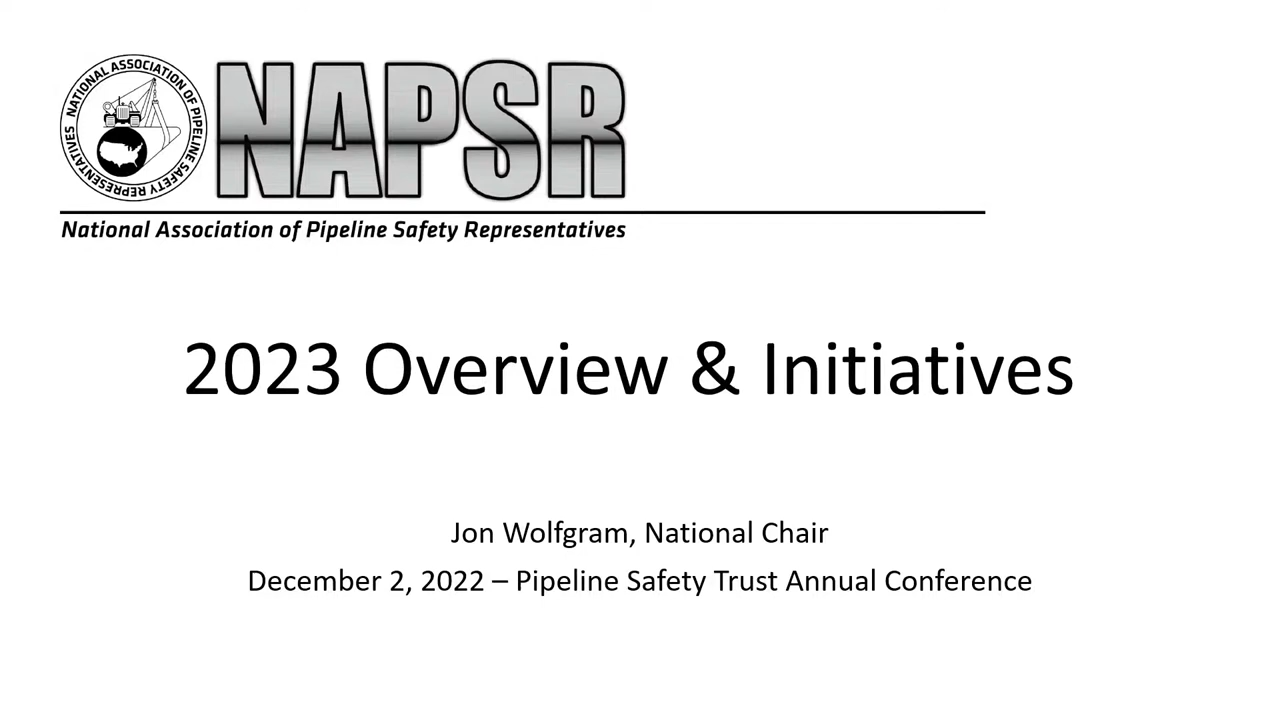 NATIONAL ASSOCIATION OF PIPELINE SAFETY REPRESENTATIVES
NAPSR
National Association of Pipeline Safety Representatives
2023 Overview & Initiatives
Jon Wolfgram, National Chair
December 2, 2022 – Pipeline Safety Trust Annual Conference